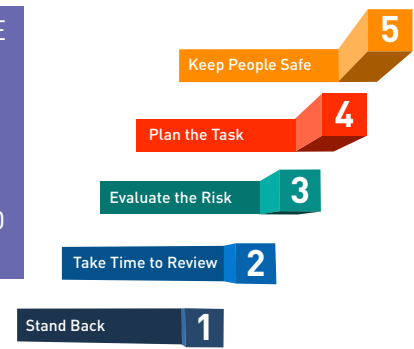 E
5
Keep People Safe
4
Plan the Task
3
Evaluate the Risk
2
Take Time to Review
1
Stand Back